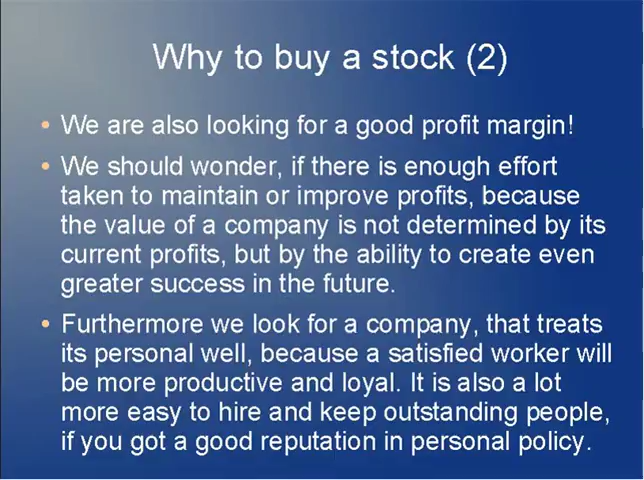 Why to buy a stock (2)
• We are also looking for a good profit margin!
• We should wonder, if there is enough effort
taken to maintain or improve profits, because
the value of a company is not determined by its
current profits, but by the ability to create even
greater success in the future.
• Furthermore we look for a company, that treats
its personal well, because a satisfied worker will
be more productive and loyal. It is also a lot
more easy to hire and keep outstanding people,
if you got a good reputation in personal policy.